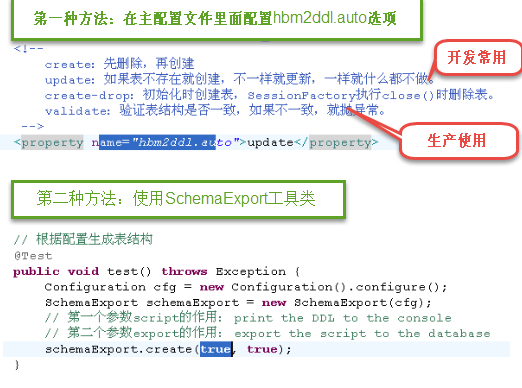 第一种方法：在主配置文件里面配置hbm2ddl.auto选项
<!--
create: 先删除，再创建
update: 如果表不存在就创建，不一样就更新，一样就什么都不做。
create-drop: 初始化时创建表，SessionFactory执行close()时删除表。
validate: 验证表结构是否一致，如果不一致，就抛异常。
-->
<property name="hbm2ddl.auto">update</property>
开发常用
生产使用
第二种方法：使用SchemaExport工具类
// 根据配置生成表结构
@Test
public void test() throws Exception {
Configuration cfg = new Configuration().configure();
SchemaExport schemaExport = new SchemaExport(cfg);
// 第一个参数script的作用: print the DDL to the console
// 第二个参数export的作用: export the script to the database
schemaExport.create(true, true);
}